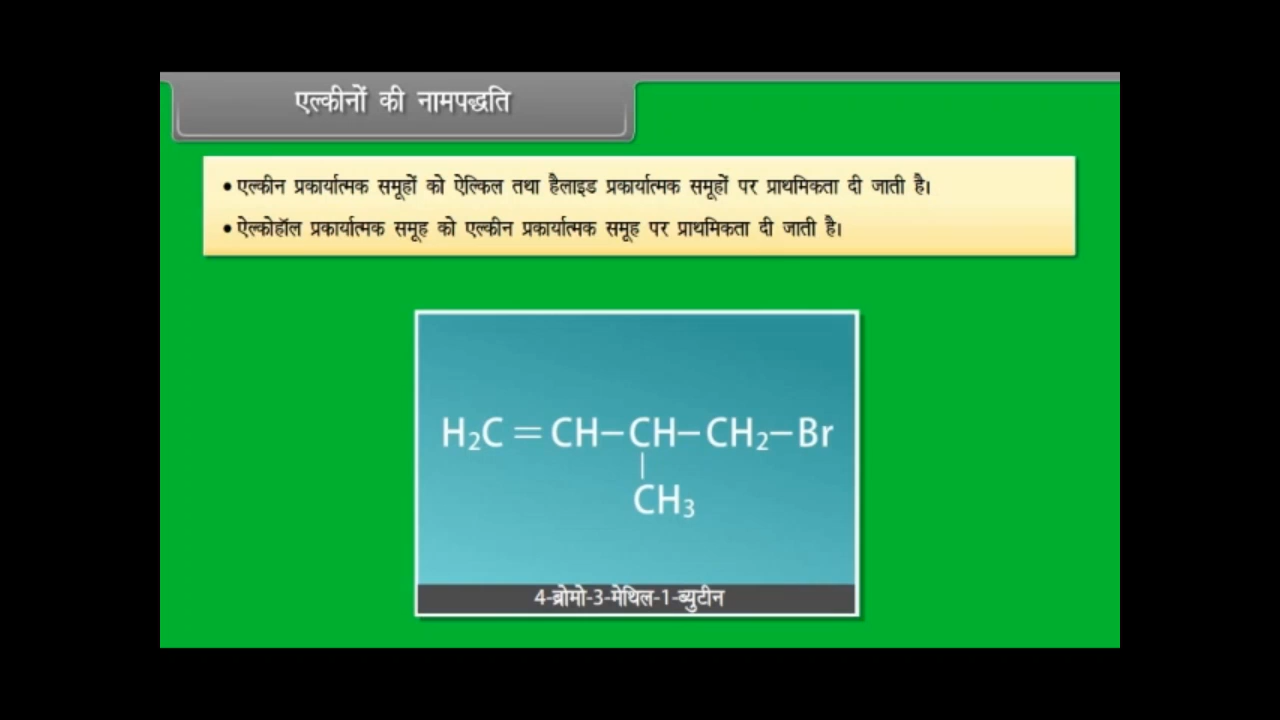 एल्कीनों की नामपद्धति
• एल्कीन प्रकार्यात्मक समूहों को ऐल्किल तथा हैलाइड प्रकार्यात्मक समूहों पर प्राथमिकता दी जाती है।
• ऐल्कोहॉल प्रकार्यात्मक समूह को एल्कीन प्रकार्यात्मक समूह पर प्राथमिकता दी जाती है।
H₂C = CH–CH–CH₂–Br
CH₃
4-ब्रोमो-3-मेथिल-1-ब्युटीन